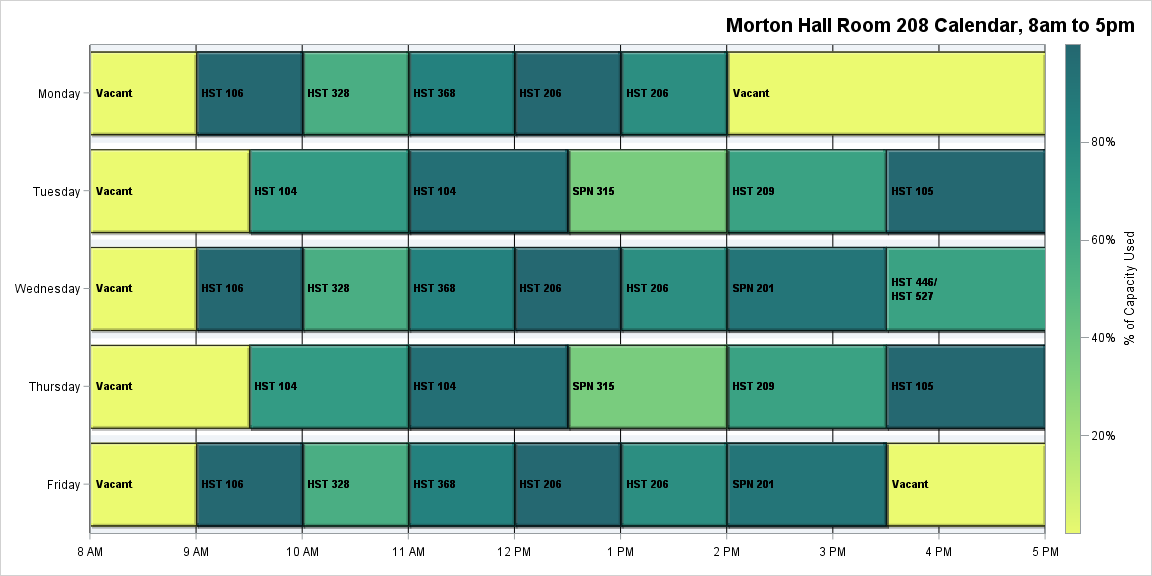 Morton Hall Room 208 Calendar, 8am to 5pm
Monday
Vacant
HST 106
HST 328
HST 368
HST 206
HST 206
Vacant
Tuesday
Vacant
HST 104
HST 104
SPN 315
HST 209
HST 105
Wednesday
Vacant
HST 106
HST 328
HST 368
HST 206
HST 206
SPN 201
HST 446/
HST 527
Thursday
Vacant
HST 104
HST 104
SPN 315
HST 209
HST 105
Friday
Vacant
HST 106
HST 328
HST 368
HST 206
HST 206
SPN 201
Vacant
8 AM
9 AM
10 AM
11 AM
12 PM
1 PM
2 PM
3 PM
4 PM
5 PM
80%
60%
40%
20%
% of Capacity Used